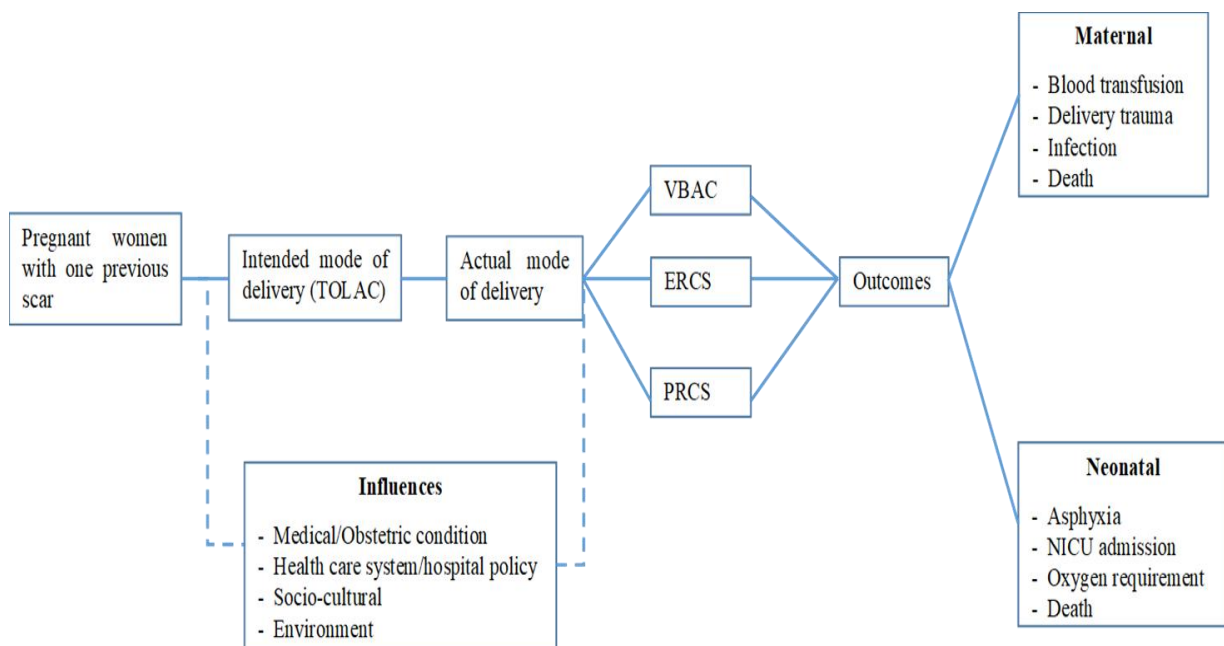 Pregnant women
with one previous
scar
Intended mode of
delivery (TOLAC)
Actual mode of
delivery
VBAC
ERCS
PRCS
Outcomes
Maternal
- Blood transfusion
- Delivery trauma
- Infection
- Death
Neonatal
- Asphyxia
- NICU admission
- Oxygen requirement
- Death
Influences
- Medical/Obstetric condition
- Health care system/hospital policy
- Socio-cultural
- Environment